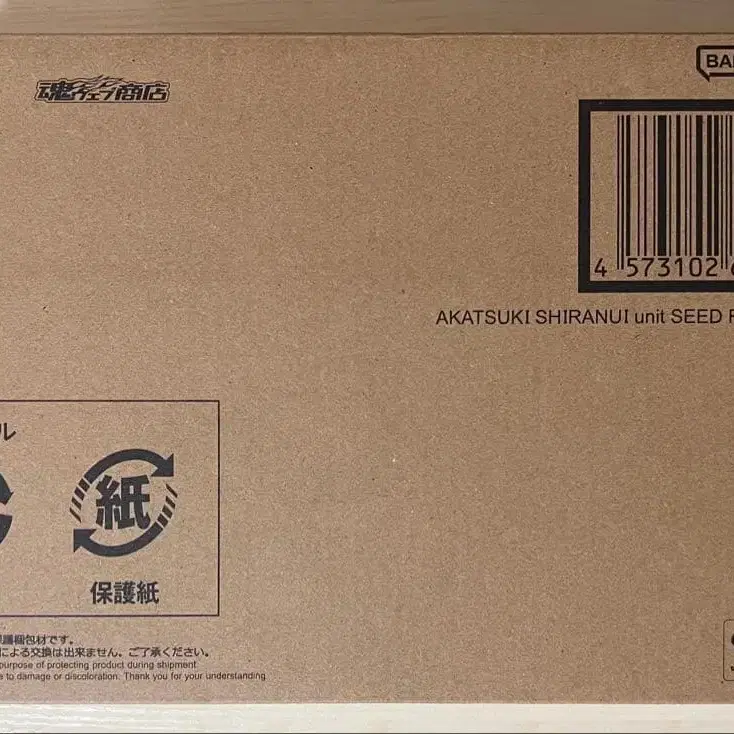 魂ウェブ商店
BA
4 573102
AKATSUKI SHIRANUI unit SEED
ル
紙
保護紙
梱包材です。
による交換は出来ません。ご了承ください。
purpose of protecting product during shipment
to damage or discoloration. Thank you for your understanding